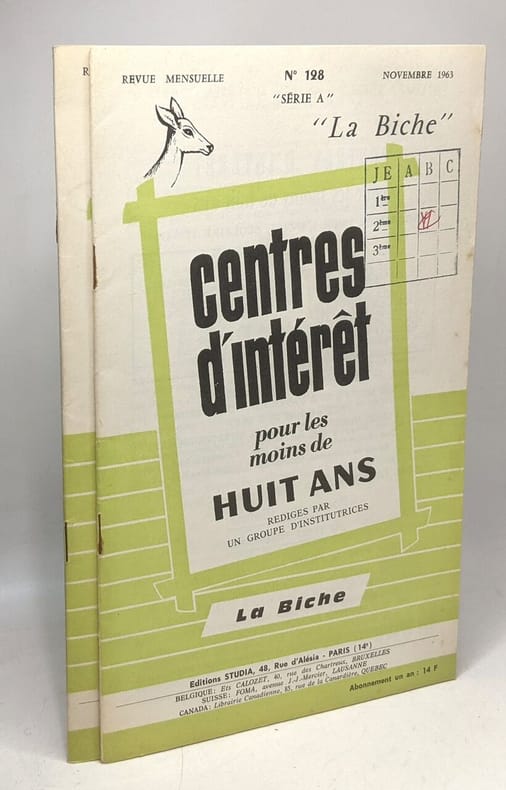 R
REVUE MENSUELLE N° 128 NOVEMBRE 1963
"SÉRIE A"
"La Biche"
JE A B C
1ère
2ème
3ème
centres
d'intérêt
pour les
moins de
HUIT ANS
REDIGES PAR
UN GROUPE D'INSTITUTRICES
La Biche
Editions STUDIA, 48, Rue d'Alésia - PARIS (14e)
BELGIQUE: Ets CALOZET, 40, rue des Chartreux, BRUXELLES
SUISSE: FOMA, avenue J.-J.-Mercier, LAUSANNE
CANADA: Librairie Canadienne, 85, rue de la Canardière, QUEBEC
Abonnement un an: 14 F